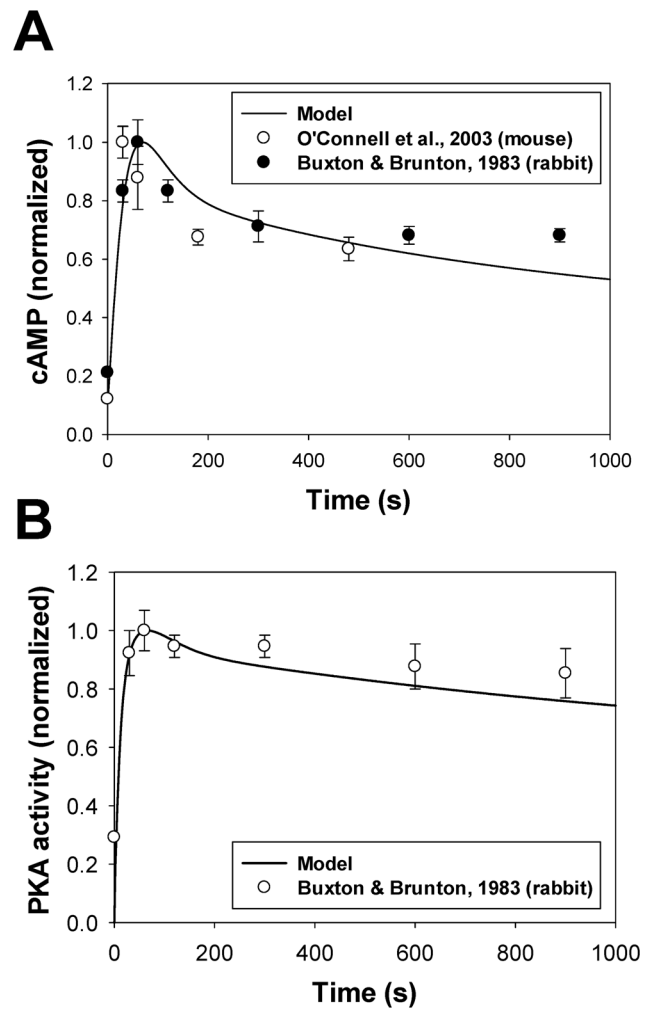 A
cAMP (normalized)
1.2
1.0
0.8
0.6
0.4
0.2
0.0
Model
O'Connell et al., 2003 (mouse)
Buxton & Brunton, 1983 (rabbit)
0 200 400 600 800 1000
Time (s)
B
PKA activity (normalized)
1.2
1.0
0.8
0.6
0.4
0.2
0.0
Model
Buxton & Brunton, 1983 (rabbit)
0 200 400 600 800 1000
Time (s)